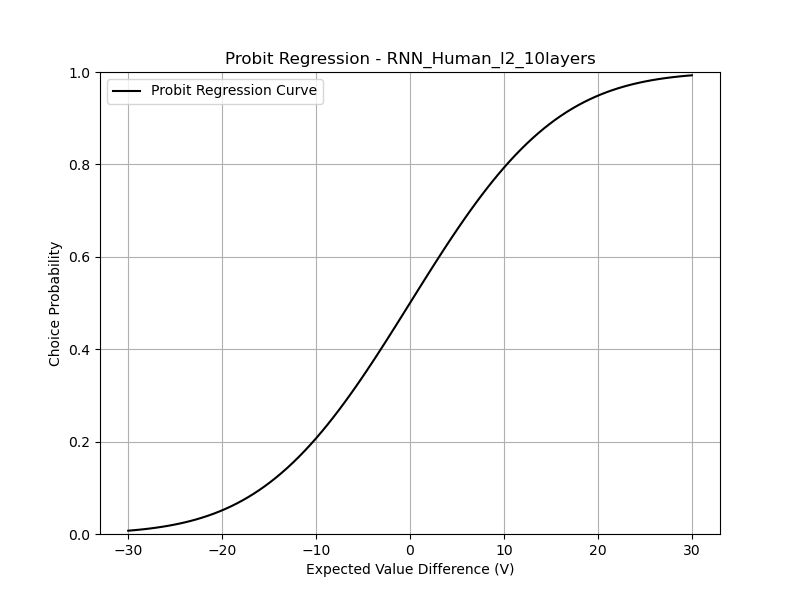 Probit Regression - RNN_Human_l2_10layers
Probit Regression Curve
Choice Probability
1.0
0.8
0.6
0.4
0.2
0.0
−30 −20 −10 0 10 20 30
Expected Value Difference (V)